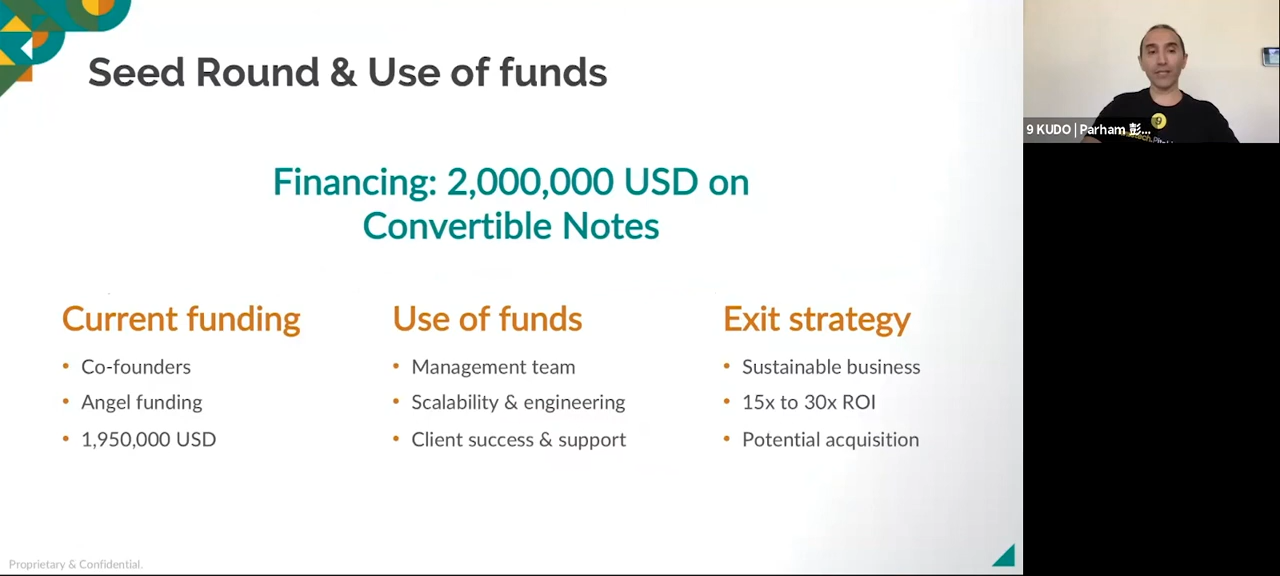 Seed Round & Use of funds
Financing: 2,000,000 USD on
Convertible Notes
Current funding
• Co-founders
• Angel funding
• 1,950,000 USD
Use of funds
• Management team
• Scalability & engineering
• Client success & support
Exit strategy
• Sustainable business
• 15x to 30x ROI
• Potential acquisition
Proprietary & Confidential.
9
9 KUDO | Parham 彭...